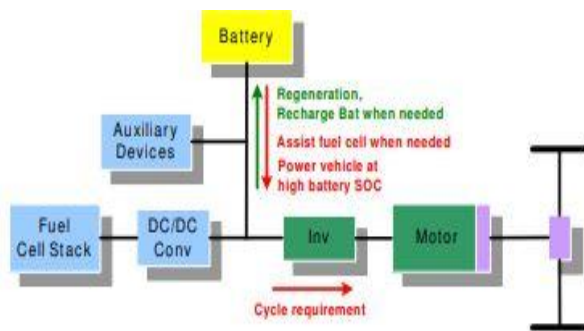 Battery
Regeneration,
Recharge Bat when needed
Assist fuel cell when needed
Power vehicle at
high battery SOC
Auxiliary
Devices
Fuel
Cell Stack
DC/DC
Conv
Inv
Motor
Cycle requirement